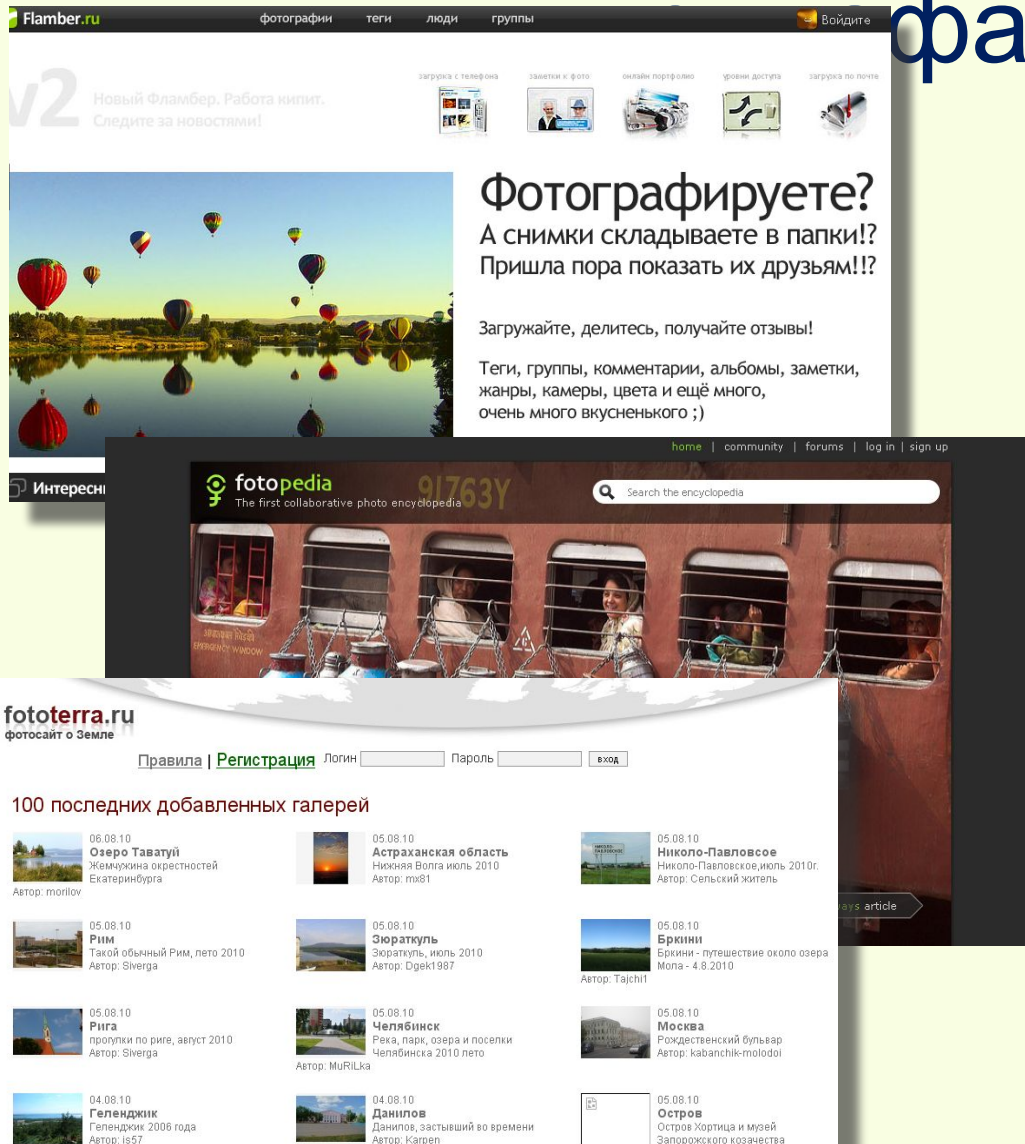 фа
Flamber.ru
фотографии теги люди группы
Войдите
v2
Новый Фламбер. Работа кипит.
Следите за новостями!
загрузка с телефона
заметки к фото
онлайн портфолио
уровни доступа
загрузка по почте
Фотографируете?
А снимки складываете в папки!?
Пришла пора показать их друзьям!!?
Загружайте, делитесь, получайте отзывы!
Теги, группы, комментарии, альбомы, заметки,
жанры, камеры, цвета и ещё много,
очень много вкусненького ;)
Интересн
home | community | forums | log in | sign up
fotopedia
The first collaborative photo encyclopedia
91763Y
Search the encyclopedia
EMERGENCY WINDOW
ways article
fototerra.ru
фотосайт о Земле
Правила | Регистрация Логин Пароль вход
100 последних добавленных галерей
06.08.10
Озеро Таватуй
Жемчужина окрестностей
Екатеринбурга
Автор: morilov
05.08.10
Астраханская область
Нижняя Волга июль 2010
Автор: mx81
НИКОЛО-
ПАВЛОВСКОЕ
05.08.10
Николо-Павловсое
Николо-Павловское,июль 2010г.
Автор: Сельский житель
05.08.10
Рим
Такой обычный Рим, лето 2010
Автор: Siverga
05.08.10
Зюраткуль
Зюраткуль, июль 2010
Автор: Dgek1987
05.08.10
Бркини
Бркини - путешествие около озера
Мола - 4.8.2010
Автор: Tajchi1
05.08.10
Рига
прогулки по риге, август 2010
Автор: Siverga
05.08.10
Челябинск
Река, парк, озера и поселки
Челябинска 2010 лето
Автор: MuRiLka
05.08.10
Москва
Рождественский бульвар
Автор: kabanchik-molodoi
04.08.10
Геленджик
Геленджик 2006 года
Автор: is57
04.08.10
Данилов
Данилов, застывший во времени
Автор: Karpen
05.08.10
Остров
Остров Хортица и музей
Запорожского козачества